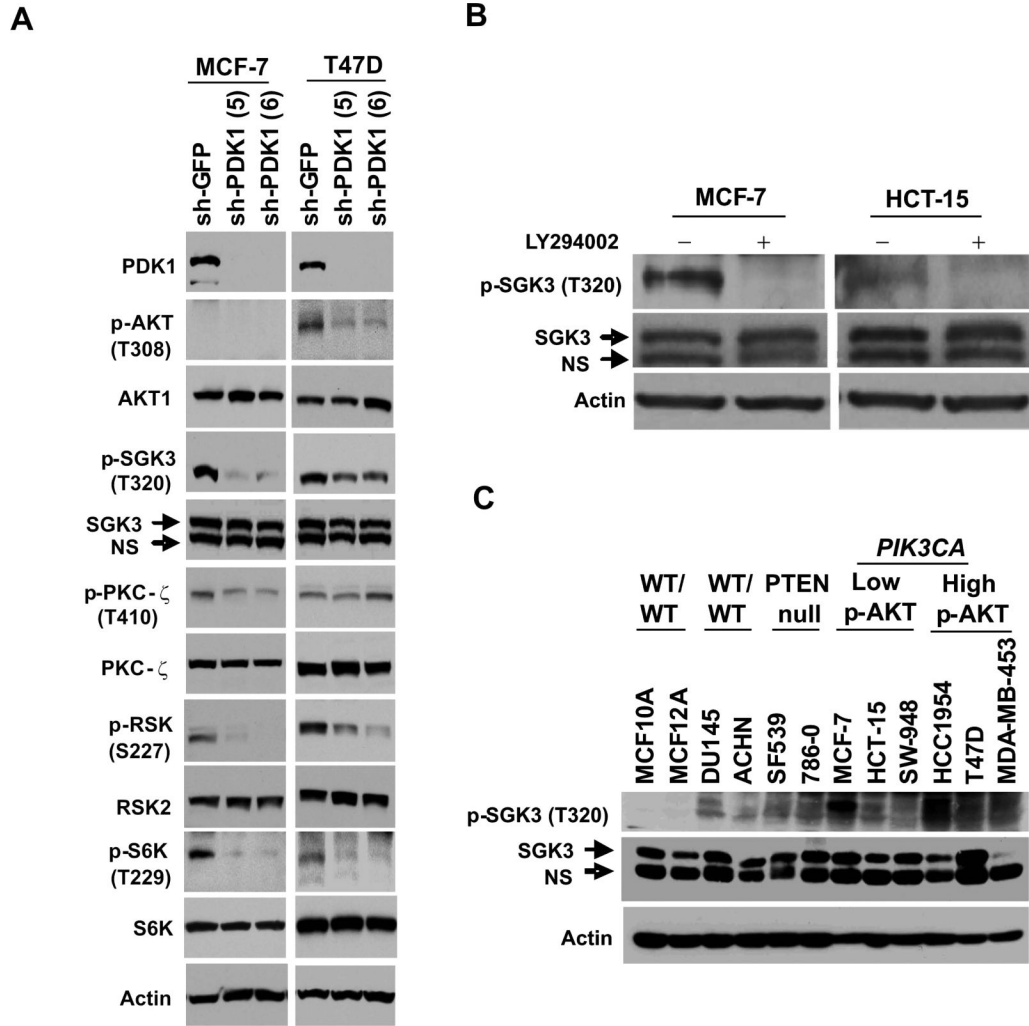 A
MCF-7 T47D
sh-GFP
sh-PDK1 (5)
sh-PDK1 (6)
sh-GFP
sh-PDK1 (5)
sh-PDK1 (6)
PDK1
p-AKT
(T308)
AKT1
p-SGK3
(T320)
SGK3
NS
p-PKC-ζ
(T410)
PKC-ζ
p-RSK
(S227)
RSK2
p-S6K
(T229)
S6K
Actin
B
MCF-7 HCT-15
LY294002 – + – +
p-SGK3 (T320)
SGK3
NS
Actin
C
PIK3CA
WT/ WT/ PTEN Low High
WT WT null p-AKT p-AKT
MCF10A
MCF12A
DU145
ACHN
SF539
786-0
MCF-7
HCT-15
SW-948
HCC1954
T47D
MDA-MB-453
p-SGK3 (T320)
SGK3
NS
Actin